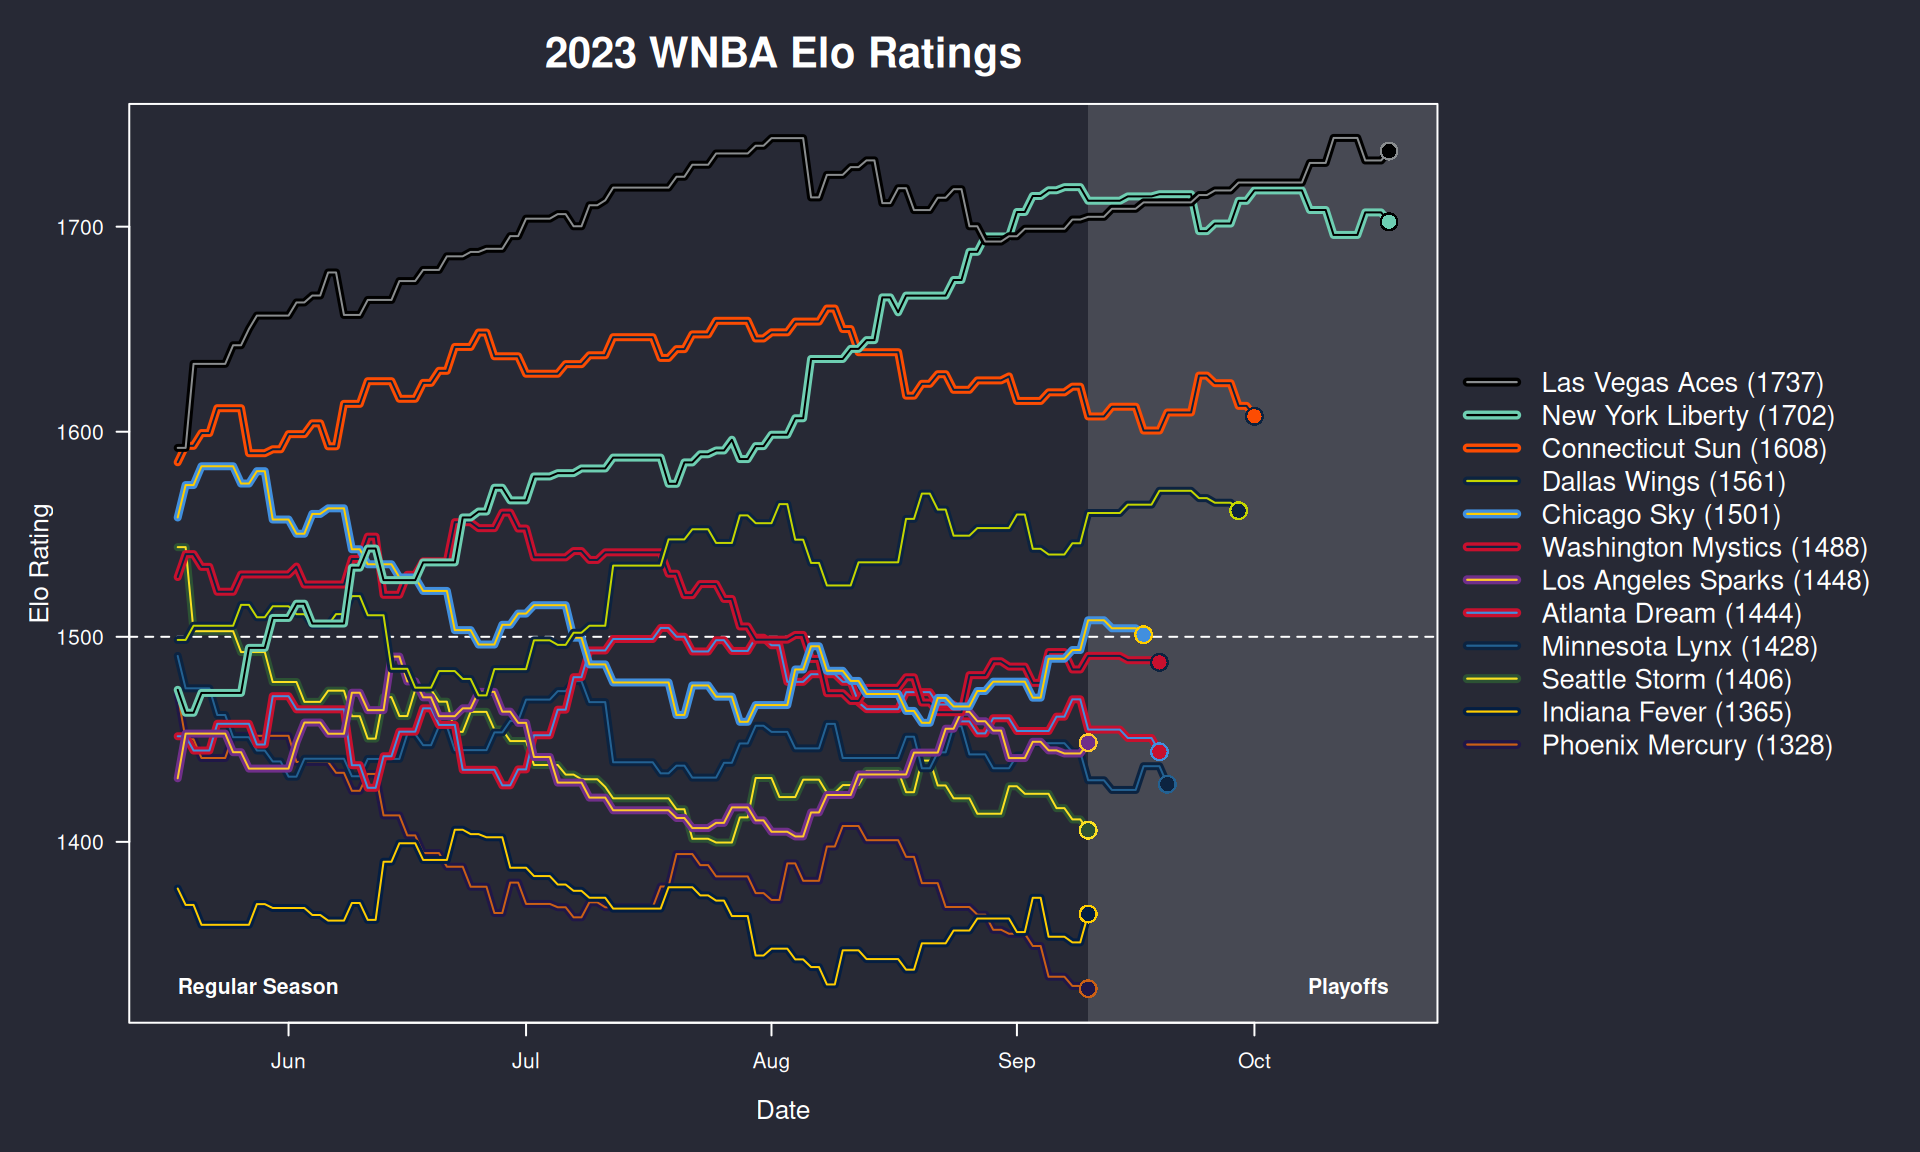 2023 WNBA Elo Ratings
Elo Rating
1700
1600
1500
1400
Regular Season
Playoffs
Jun
Jul
Aug
Sep
Oct
Date
Las Vegas Aces (1737)
New York Liberty (1702)
Connecticut Sun (1608)
Dallas Wings (1561)
Chicago Sky (1501)
Washington Mystics (1488)
Los Angeles Sparks (1448)
Atlanta Dream (1444)
Minnesota Lynx (1428)
Seattle Storm (1406)
Indiana Fever (1365)
Phoenix Mercury (1328)